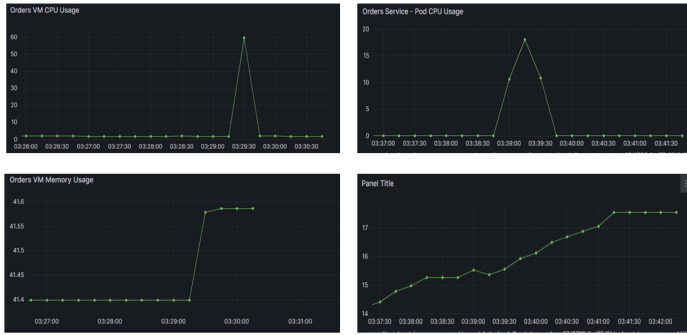 Orders VM CPU Usage
60
50
40
30
20
10
0
03:26:00 03:26:30 03:27:00 03:27:30 03:28:00 03:28:30 03:29:00 03:29:30 03:30:00 03:30:30
Orders Service - Pod CPU Usage
20
15
10
5
0
03:37:00 03:37:30 03:38:00 03:38:30 03:39:00 03:39:30 03:40:00 03:40:30 03:41:00 03:41:30
Orders VM Memory Usage
41.6
41.55
41.5
41.45
41.4
03:27:00 03:28:00 03:29:00 03:30:00 03:31:00
Panel Title
17
16
15
14
03:37:30 03:38:00 03:38:30 03:39:00 03:39:30 03:40:00 03:40:30 03:41:00 03:41:30 03:42:00